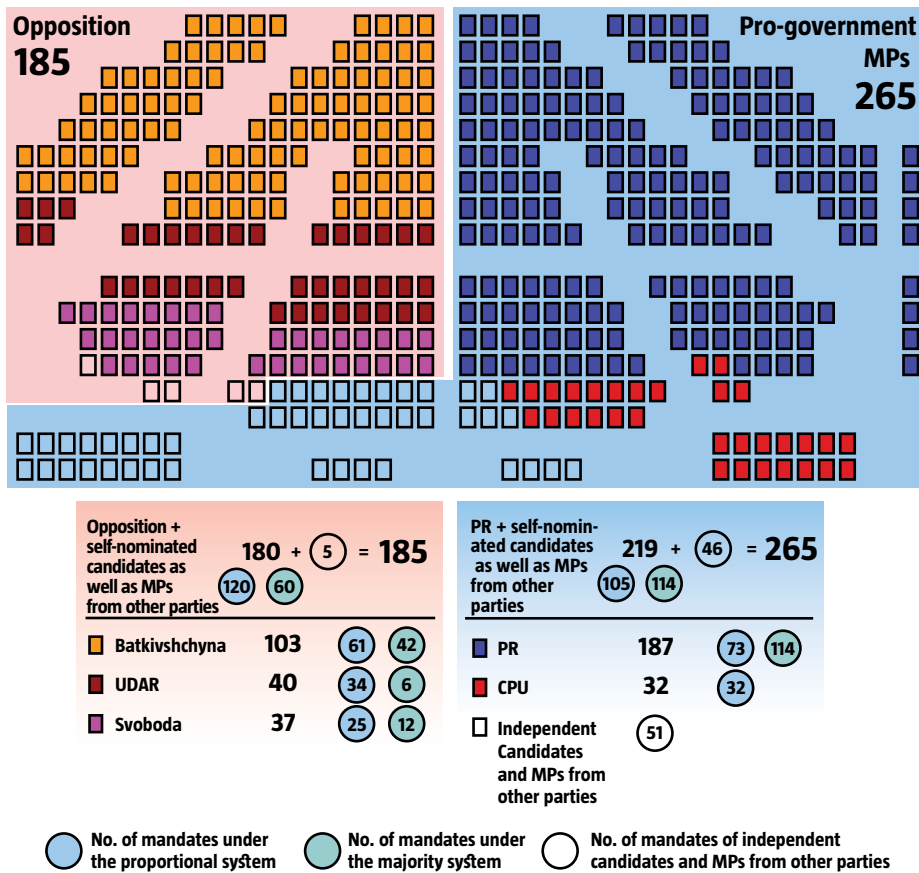 Opposition
185
Pro-government
MPs
265
Opposition +
self-nominated
candidates as
well as MPs
from other parties
180 + 5 = 185
120 60
Batkivshchyna 103 61 42
UDAR 40 34 6
Svoboda 37 25 12
PR + self-nomin-
ated candidates
as well as MPs
from other
parties
219 + 46 = 265
105 114
PR 187 73 114
CPU 32 32
Independent
Candidates
and MPs from
other parties
51
No. of mandates under
the proportional system
No. of mandates under
the majority system
No. of mandates of independent
candidates and MPs from other parties